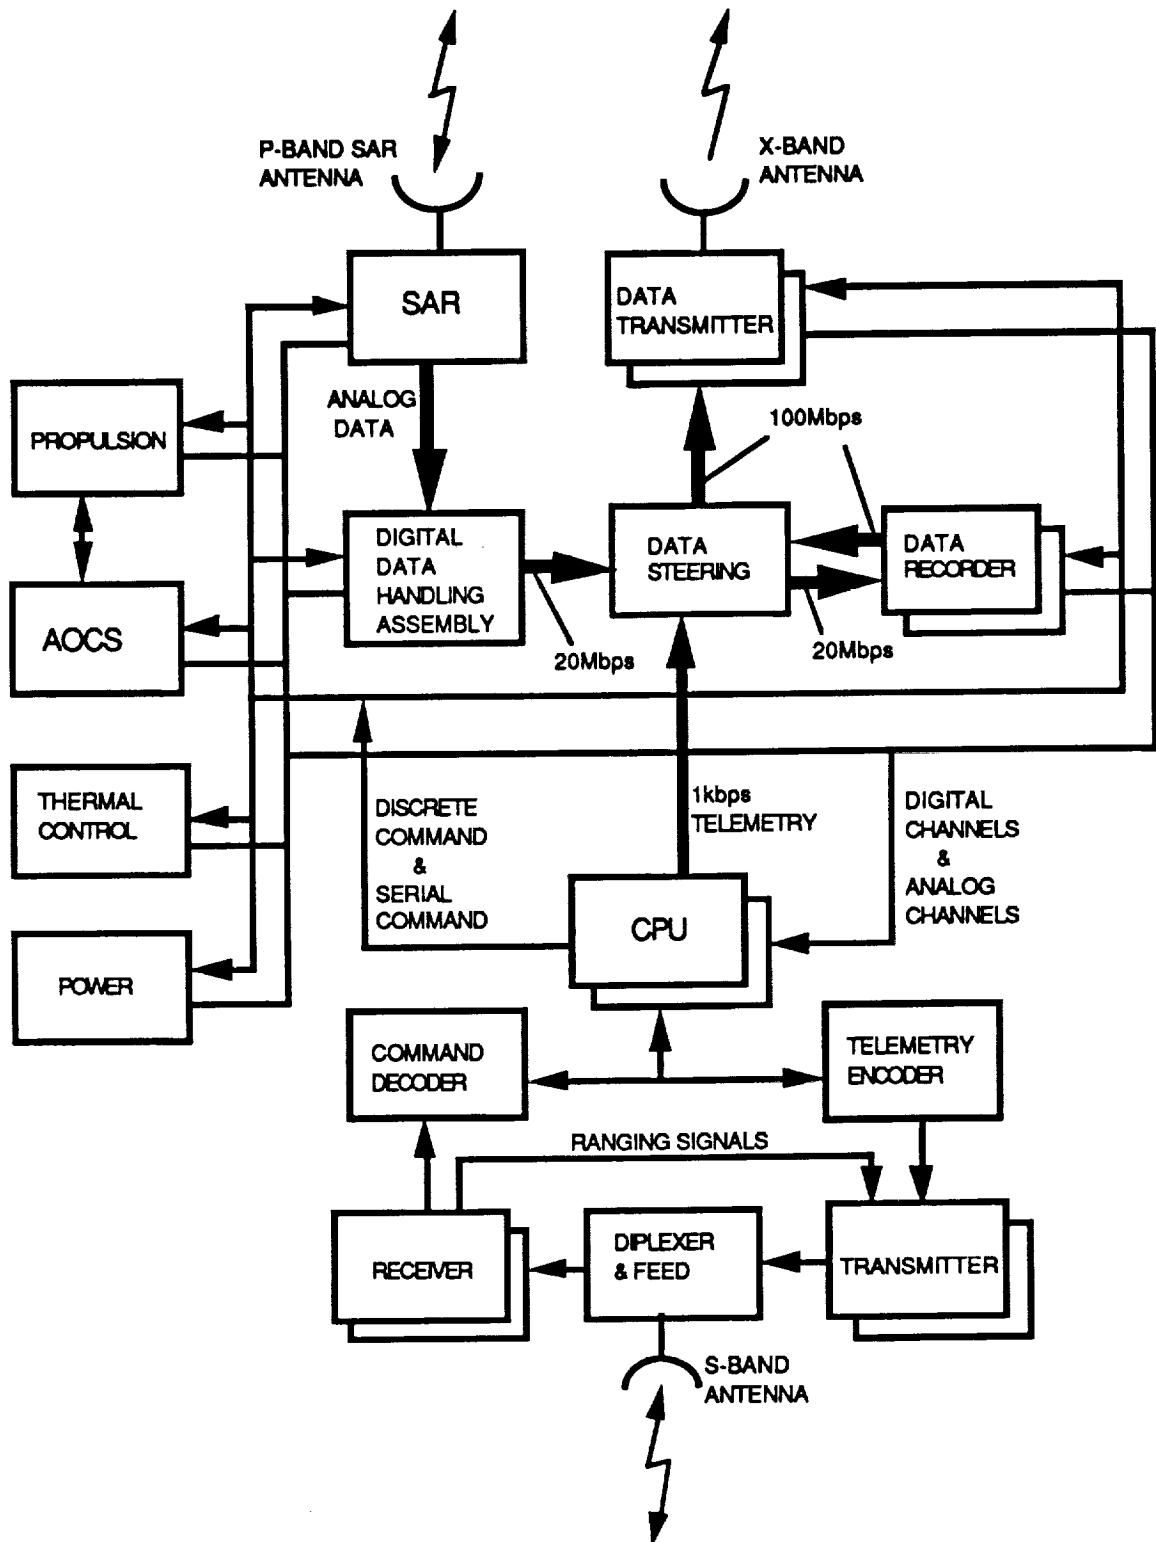 P-BAND SAR
ANTENNA
X-BAND
ANTENNA
SAR
DATA
TRANSMITTER
ANALOG
DATA
100Mbps
PROPULSION
DIGITAL
DATA
HANDLING
ASSEMBLY
DATA
STEERING
DATA
RECORDER
20Mbps
20Mbps
AOCS
THERMAL
CONTROL
DISCRETE
COMMAND
&
SERIAL
COMMAND
1kbps
TELEMETRY
DIGITAL
CHANNELS
&
ANALOG
CHANNELS
CPU
POWER
COMMAND
DECODER
TELEMETRY
ENCODER
RANGING SIGNALS
RECEIVER
DIPLEXER
& FEED
TRANSMITTER
S-BAND
ANTENNA